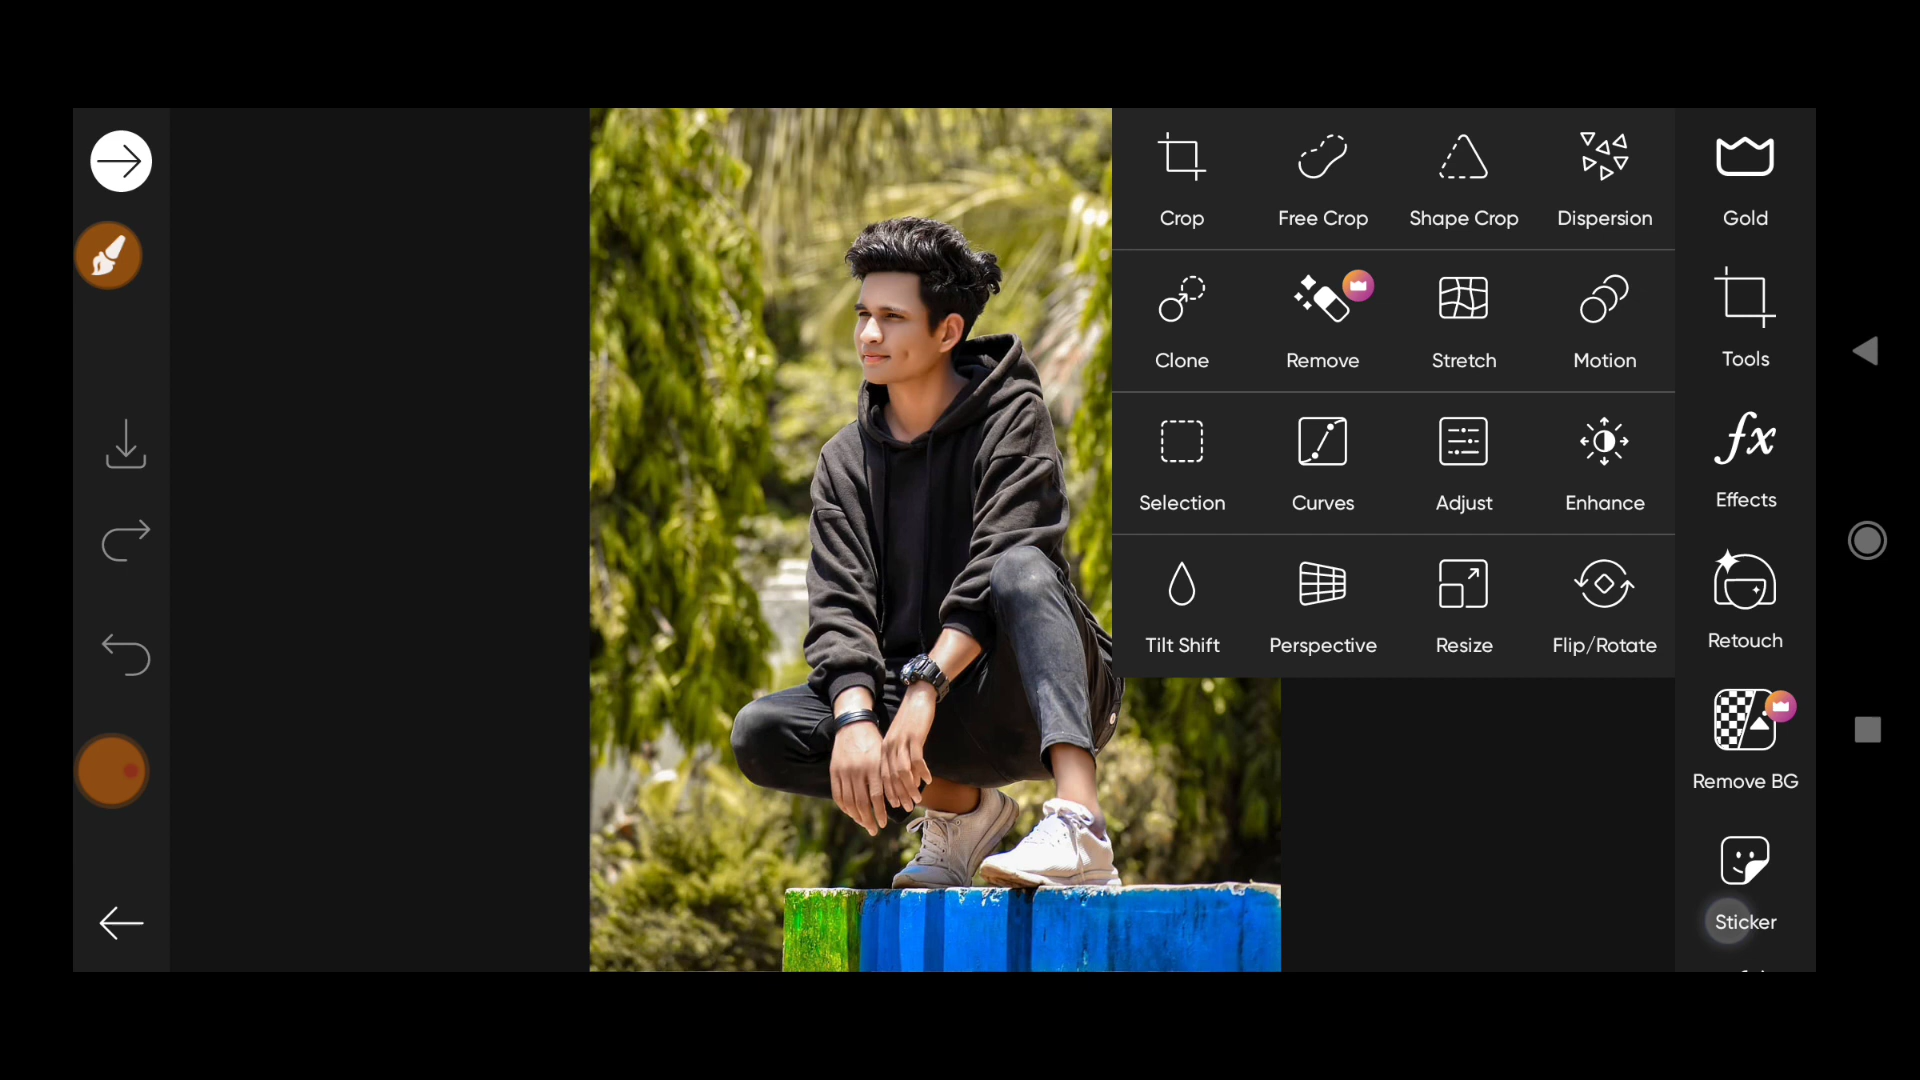 Crop
Free Crop
Shape Crop
Dispersion
Clone
Remove
Stretch
Motion
Selection
Curves
Adjust
Enhance
Tilt Shift
Perspective
Resize
Flip/Rotate
Gold
Tools
fx
Effects
Retouch
Remove BG
Sticker